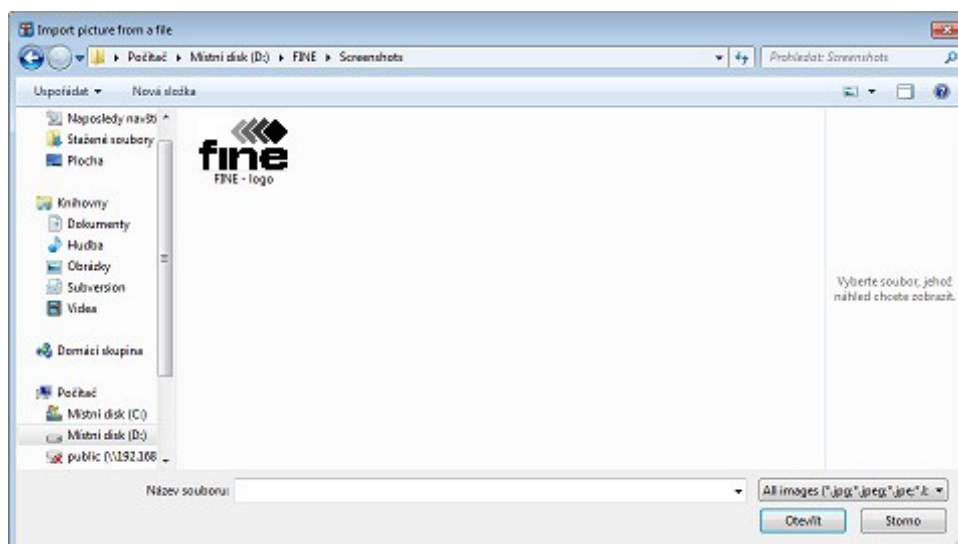 Import picture from a file
Počítač ▸ Místní disk (D:) ▸ FINE ▸ Screenshots
Prohledat: Screenshots
Uspořádat
Nová složka
Naposledy navští
Stažené soubory
Plocha
Knihovny
Dokumenty
Hudba
Obrázky
Subversion
Videa
Domácí skupina
Počítač
Místní disk (C:)
Místní disk (D:)
public (\\192.168
fine
FINE - logo
Vyberte soubor, jehož
náhled chcete zobrazit.
Název souboru:
All images (*.jpg;*.jpeg;*.jpe;*.b
Otevřít
Storno